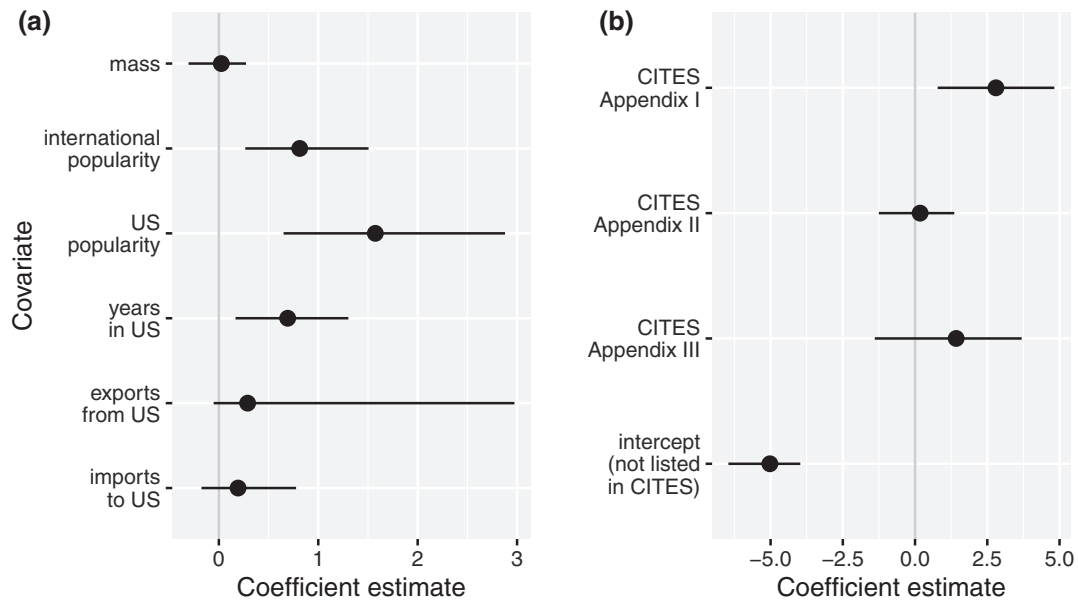 (a)
Covariate
mass
international
popularity
US
popularity
years
in US
exports
from US
imports
to US
0 1 2 3
Coefficient estimate
(b)
CITES
Appendix I
CITES
Appendix II
CITES
Appendix III
intercept
(not listed
in CITES)
−5.0 −2.5 0.0 2.5 5.0
Coefficient estimate